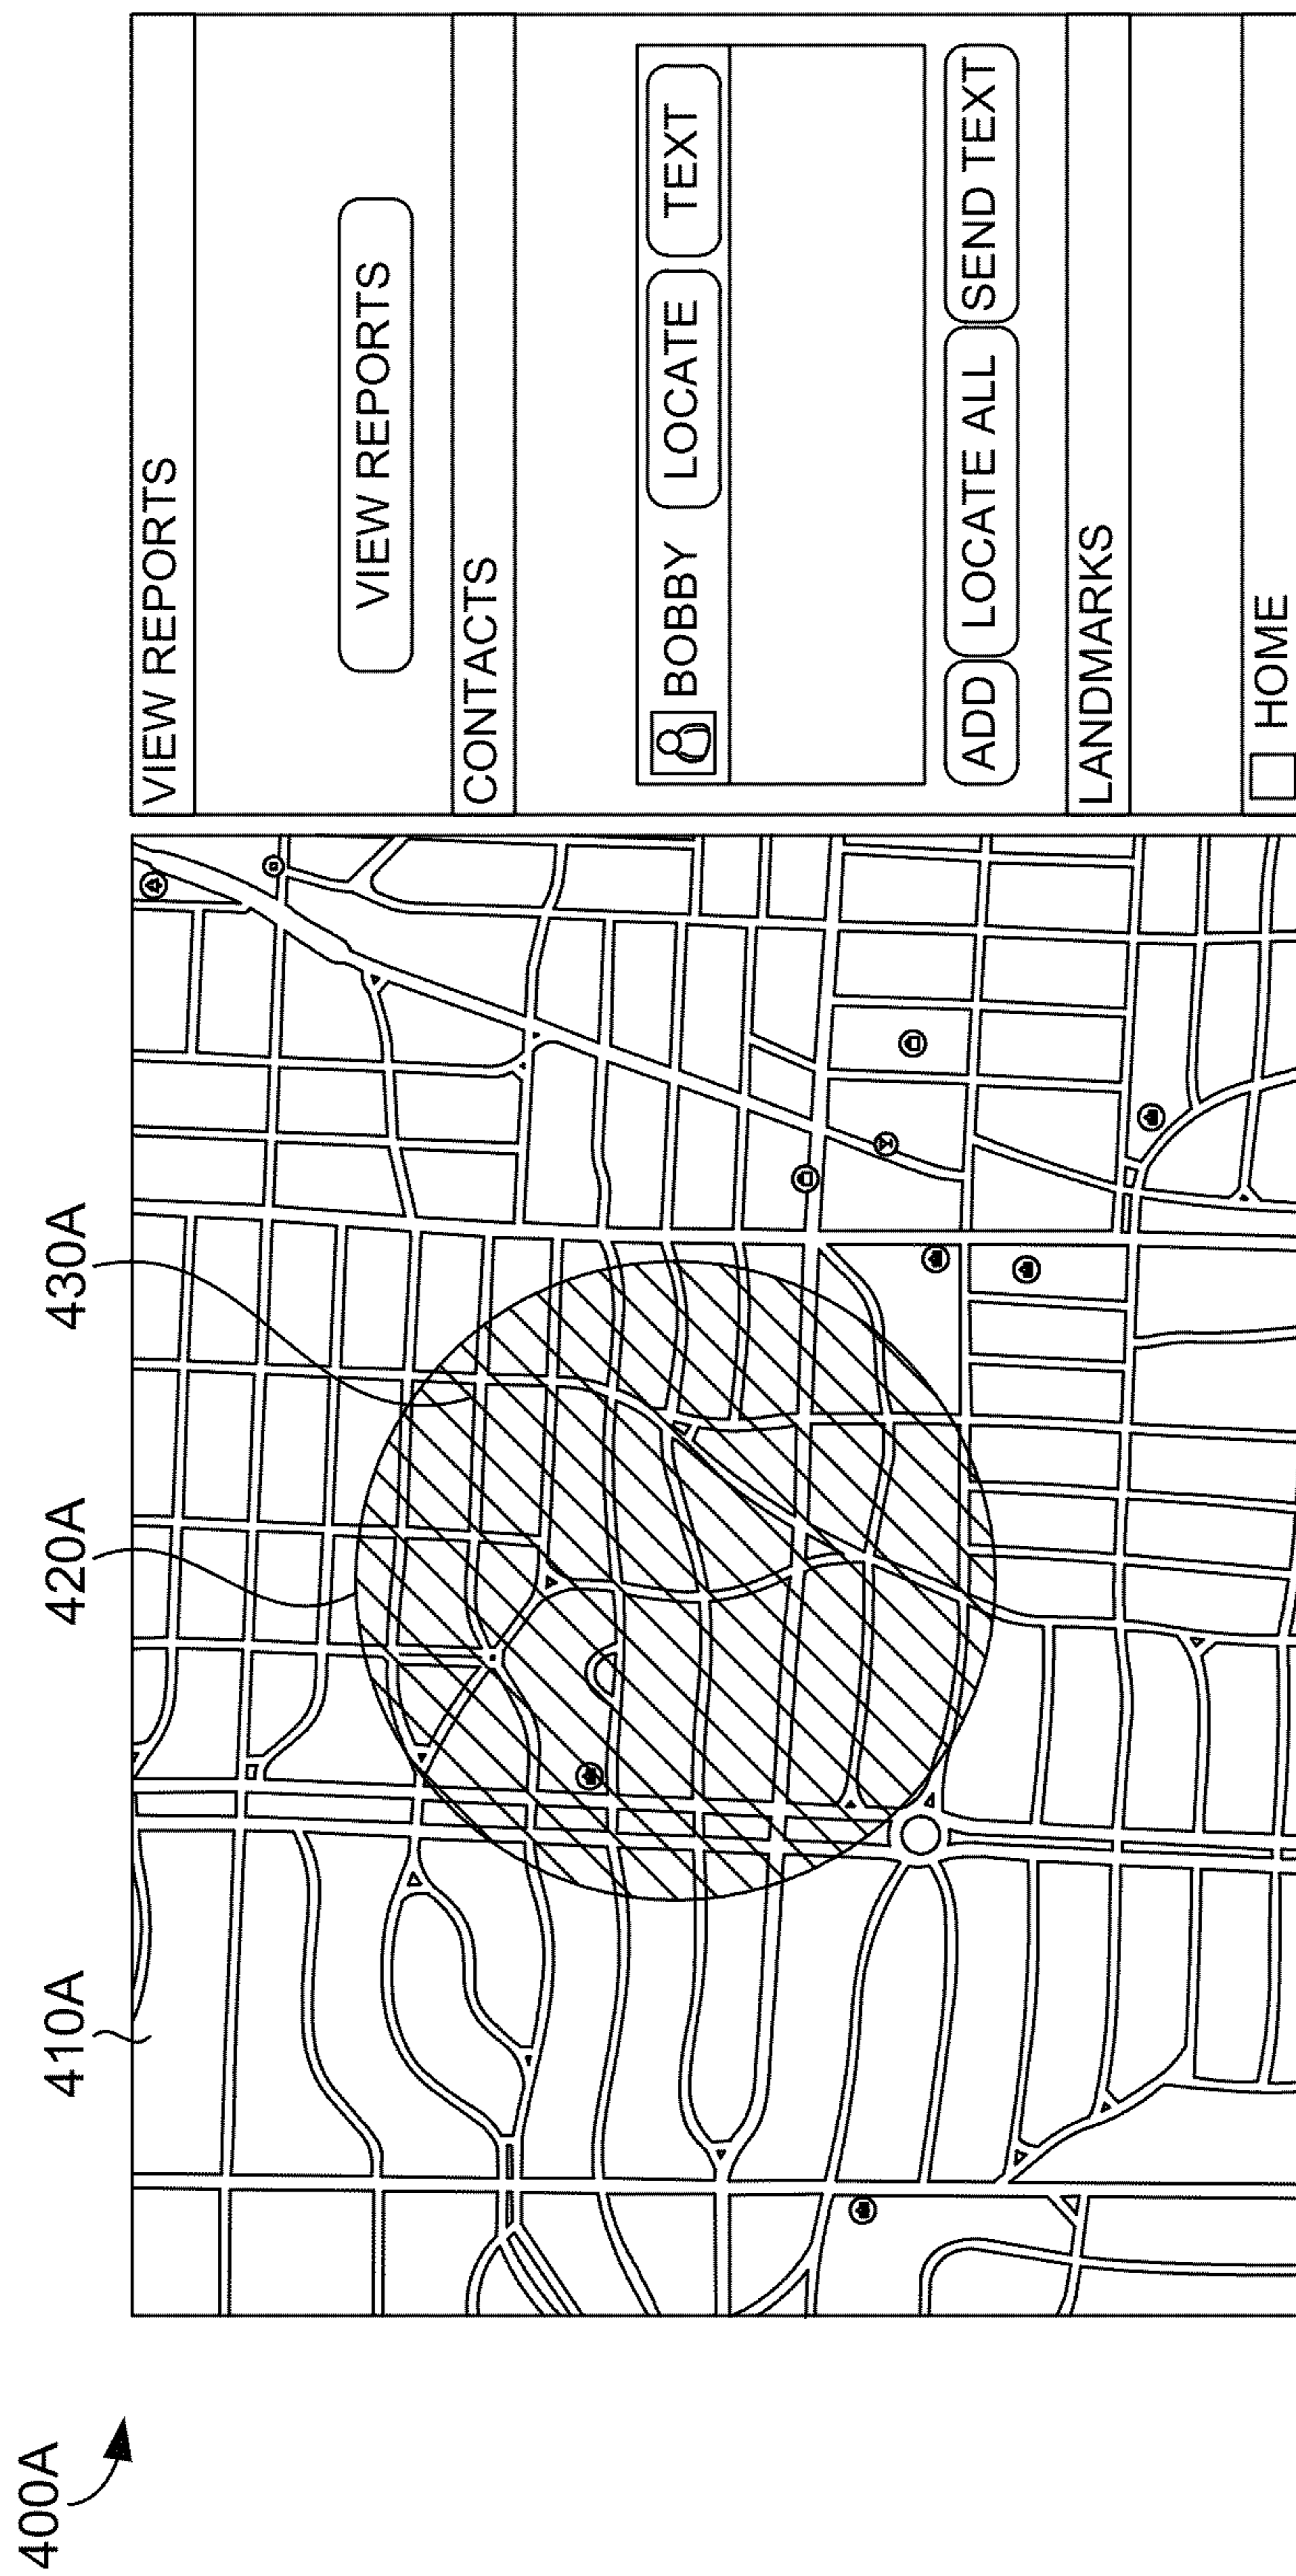 400A
410A
420A
430A
VIEW REPORTS
VIEW REPORTS
CONTACTS
BOBBY LOCATE TEXT
ADD LOCATE ALL SEND TEXT
LANDMARKS
HOME